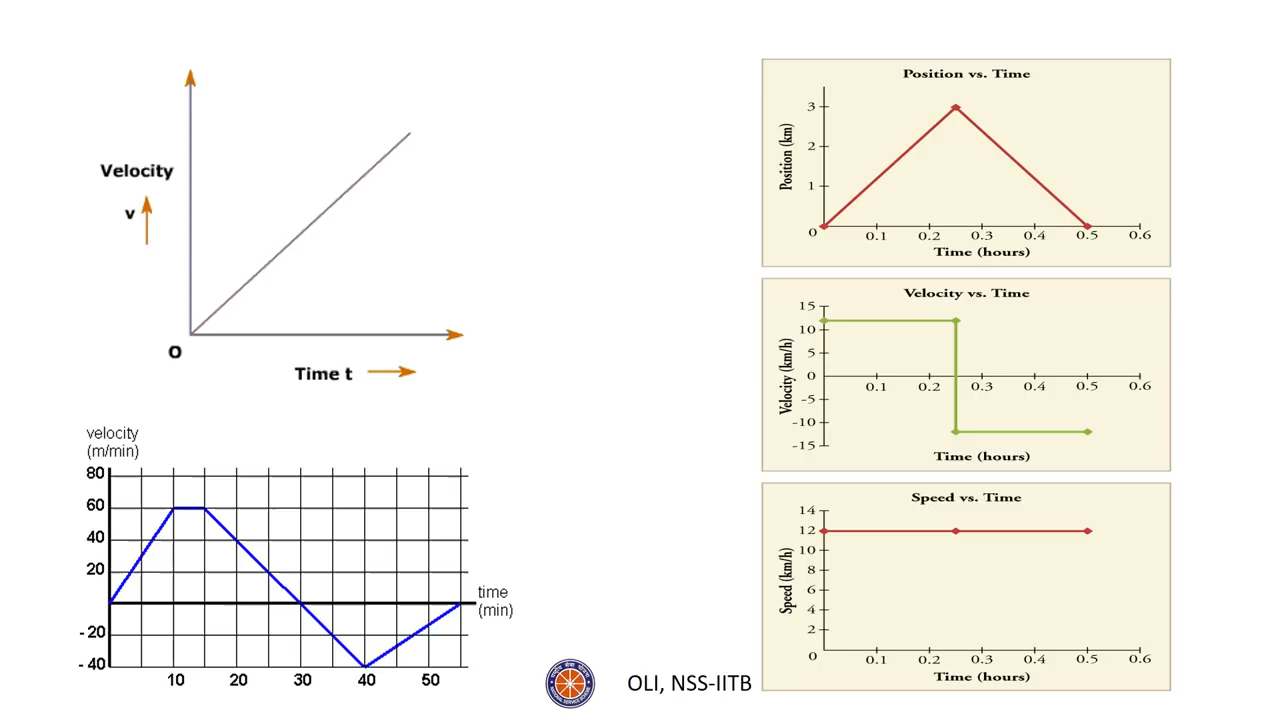 Velocity
v
O
Time t
velocity
(m/min)
80
60
40
20
-20
-40
10 20 30 40 50
time
(min)
Position vs. Time
Position (km)
3
2
1
0
0.1 0.2 0.3 0.4 0.5 0.6
Time (hours)
Velocity vs. Time
Velocity (km/h)
15
10
5
0
-5
-10
-15
0.1 0.2 0.3 0.4 0.5 0.6
Time (hours)
Speed vs. Time
Speed (km/h)
14
12
10
8
6
4
2
0
0.1 0.2 0.3 0.4 0.5 0.6
Time (hours)
OLI, NSS-IITB